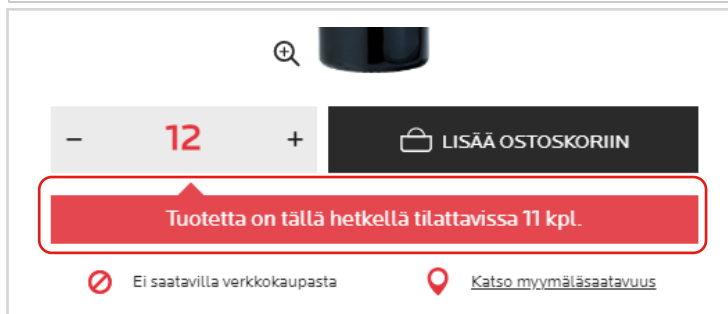 − 12 +
LISÄÄ OSTOSKORIIN
Tuotetta on tällä hetkellä tilattavissa 11 kpl.
Ei saatavilla verkkokaupasta
Katso myymäläsaatavuus